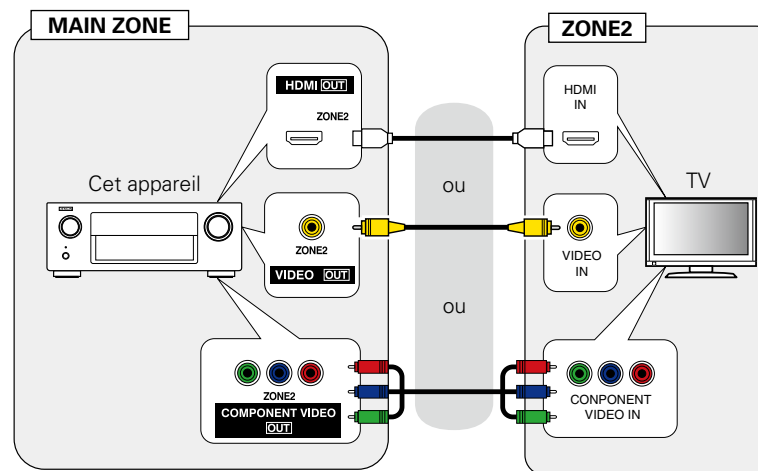 MAIN ZONE
ZONE2
HDMI OUT
ZONE2
HDMI
IN
ou
Cet appareil
TV
ZONE2
VIDEO OUT
VIDEO
IN
ou
ZONE2
COMPONENT VIDEO
OUT
COMPONENT
VIDEO IN